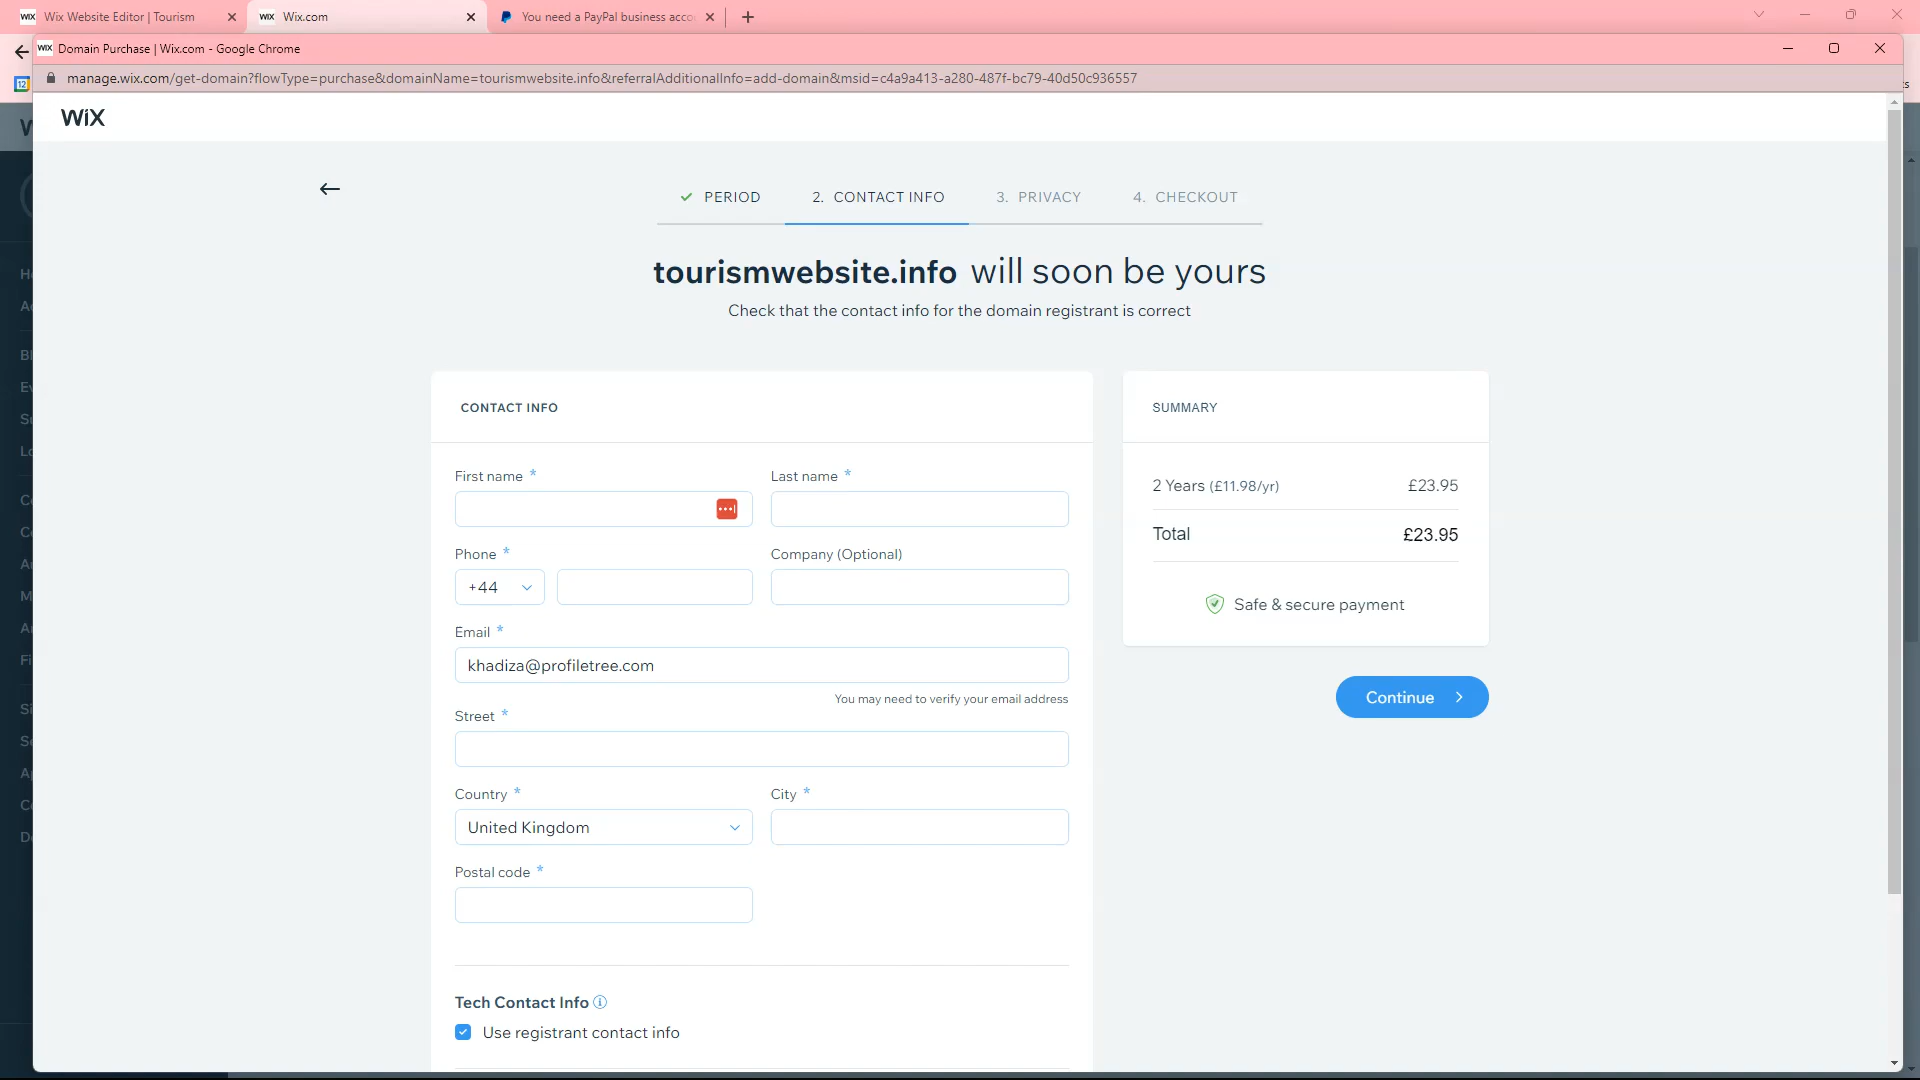 Wix Website Editor | Tourism
Wix.com
You need a PayPal business acco
Domain Purchase | Wix.com - Google Chrome
manage.wix.com/get-domain?flowType=purchase&domainName=tourismwebsite.info&referralAdditionalInfo=add-domain&msid=c4a9a413-a280-487f-bc79-40d50c936557
WiX
PERIOD
2. CONTACT INFO
3. PRIVACY
4. CHECKOUT
tourismwebsite.info will soon be yours
Check that the contact info for the domain registrant is correct
CONTACT INFO
First name *
Last name *
Phone *
+44
Company (Optional)
Email *
khadiza@profiletree.com
You may need to verify your email address
Street *
Country *
United Kingdom
City *
Postal code *
Tech Contact Info
Use registrant contact info
SUMMARY
2 Years (£11.98/yr) £23.95
Total £23.95
Safe & secure payment
Continue